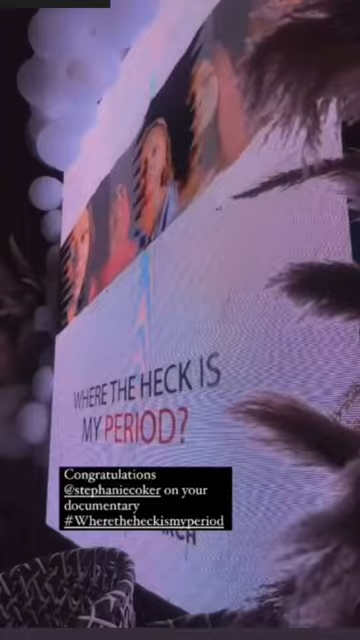 WHERE THE HECK IS
MY PERIOD?
Congratulations
@stephaniecoker on your
documentary
#Wheretheheckismyperiod